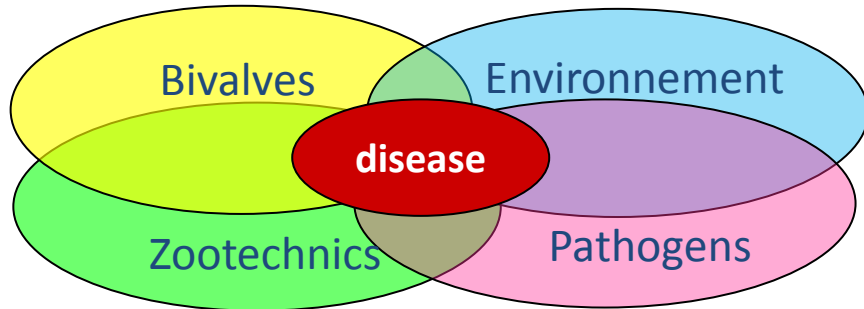 Bivalves
Environnement
disease
Zootechnics
Pathogens